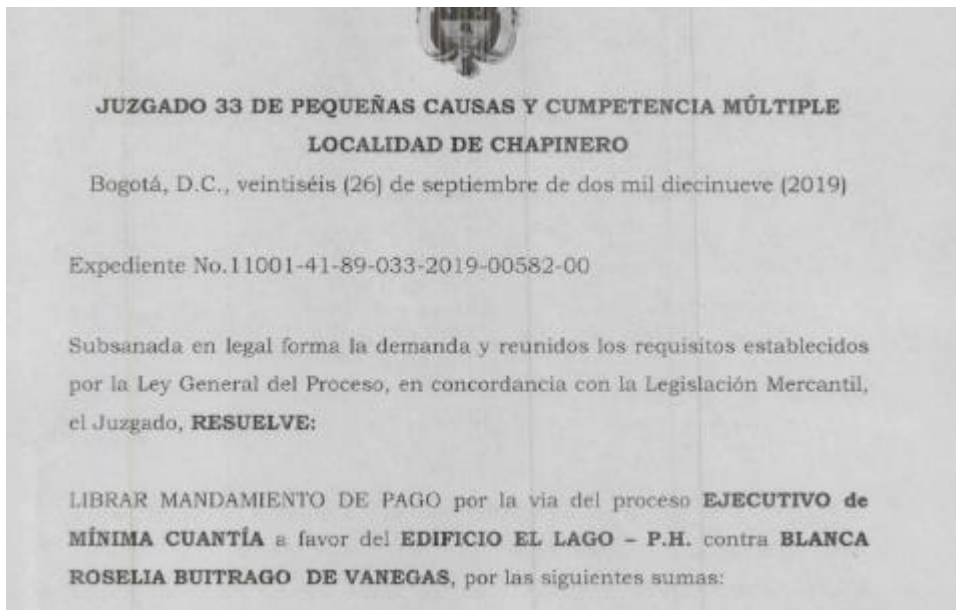 JUZGADO 33 DE PEQUEÑAS CAUSAS Y CUMPETENCIA MÚLTIPLE
LOCALIDAD DE CHAPINERO
Bogotá, D.C., veintiséis (26) de septiembre de dos mil diecinueve (2019)
Expediente No.11001-41-89-033-2019-00582-00
Subsanada en legal forma la demanda y reunidos los requisitos establecidos
por la Ley General del Proceso, en concordancia con la Legislación Mercantil,
el Juzgado, RESUELVE:
LIBRAR MANDAMIENTO DE PAGO por la via del proceso EJECUTIVO de
MÍNIMA CUANTÍA a favor del EDIFICIO EL LAGO – P.H. contra BLANCA
ROSELIA BUITRAGO DE VANEGAS, por las siguientes sumas: